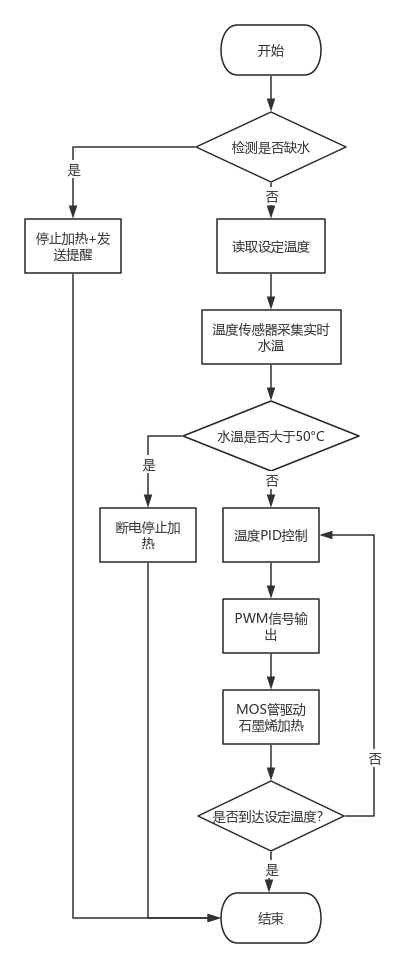 开始
检测是否缺水
是
否
停止加热+发
送提醒
读取设定温度
温度传感器采集实时
水温
水温是否大于50°C
是
否
断电停止加
热
温度PID控制
PWM信号输
出
MOS管驱动
石墨烯加热
否
是否到达设定温度?
是
结束